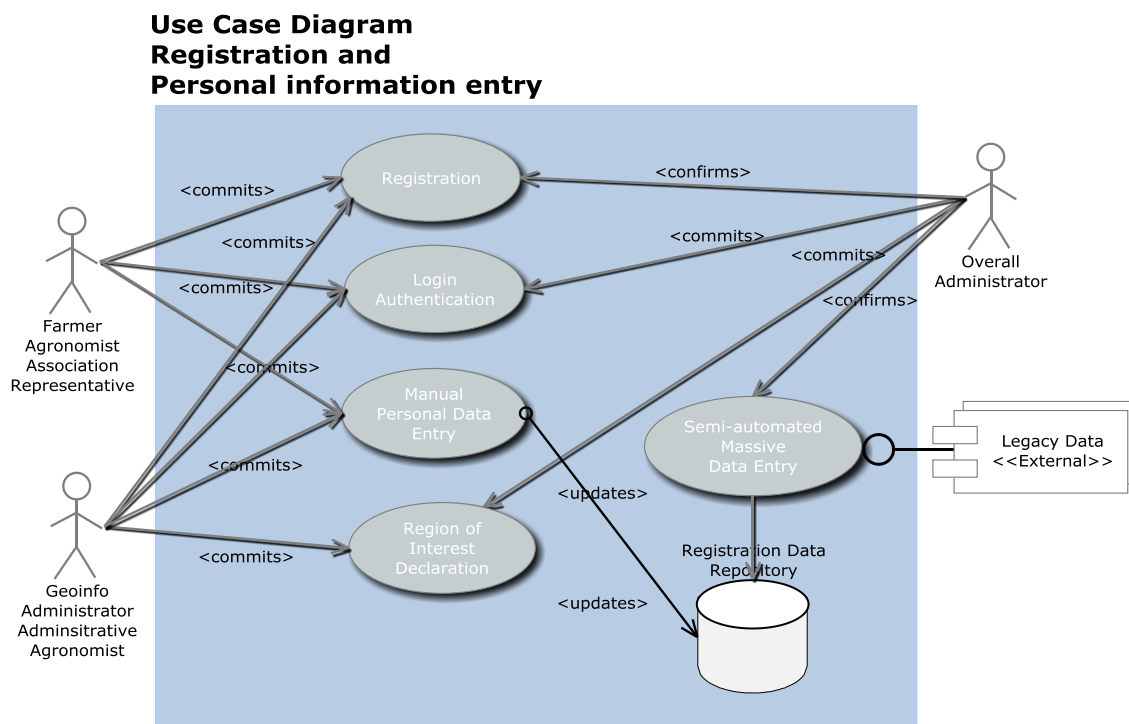 Use Case Diagram
Registration and
Personal information entry
Registration
<commits>
<confirms>
<commits>
<commits>
<commits>
Login
Authentication
<commits>
<confirms>
Overall
Administrator
Farmer
Agronomist
Association
Representative
<commits>
Manual
Personal Data
Entry
Semi-automated
Massive
Data Entry
Legacy Data
<<External>>
<commits>
<updates>
Region of
Interest
Declaration
<commits>
Registration Data
Repository
Geoinfo
Administrator
Adminsitrative
Agronomist
<updates>